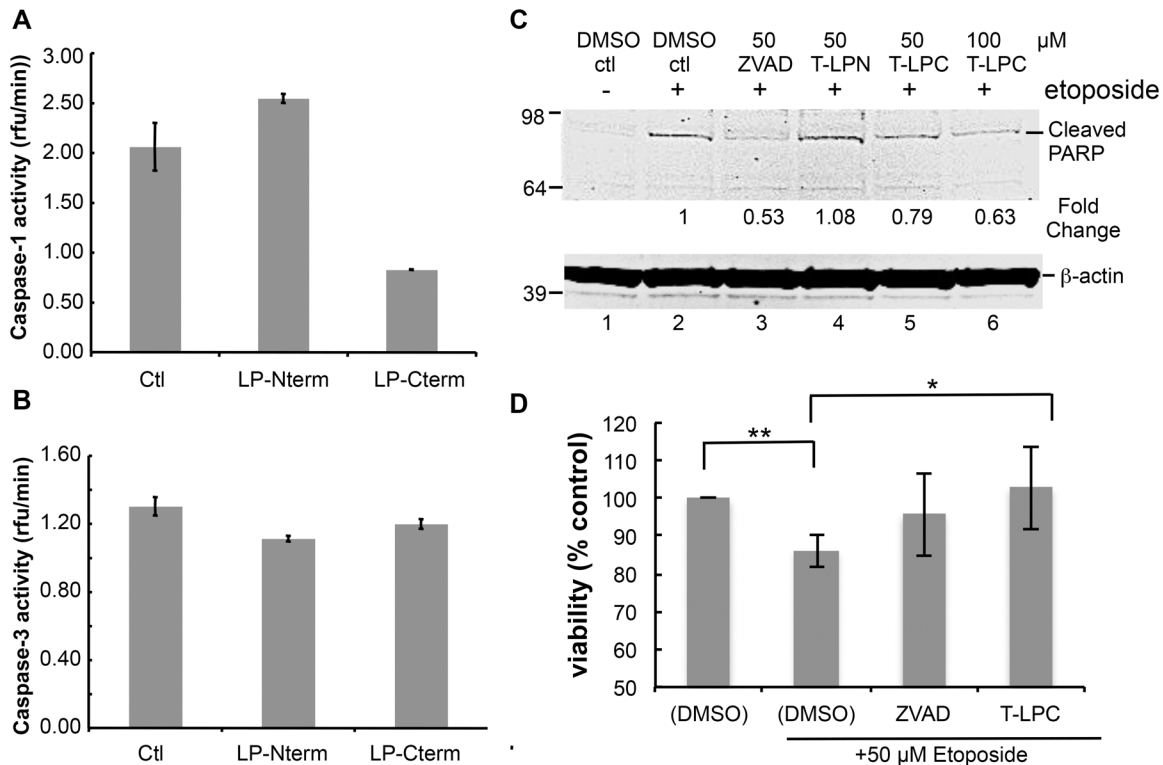 A
Caspase-1 activity (rfu/min))
3.00
2.50
2.00
1.50
1.00
0.50
0.00
Ctl LP-Nterm LP-Cterm
B
Caspase-3 activity (rfu/min)
1.60
1.20
0.80
0.40
0.00
Ctl LP-Nterm LP-Cterm
C
DMSO DMSO 50 50 50 100 µM
ctl ctl ZVAD T-LPN T-LPC T-LPC
- + + + + + etoposide
98
Cleaved
PARP
64
1 0.53 1.08 0.79 0.63 Fold
Change
β-actin
39
1 2 3 4 5 6
D
viability (% control)
120
110
100
90
80
70
60
50
** *
(DMSO) (DMSO) ZVAD T-LPC
+50 µM Etoposide